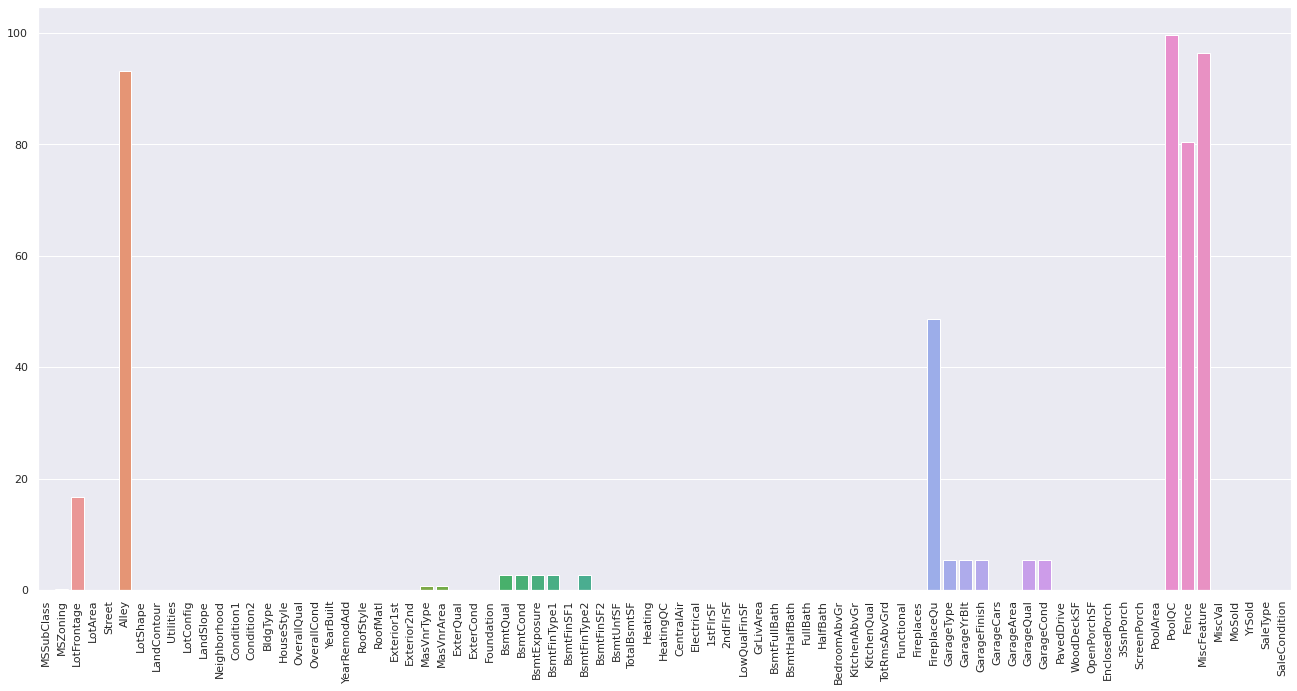 100
80
60
40
20
0
MSSubClass
MSZoning
LotFrontage
LotArea
Street
Alley
LotShape
LandContour
Utilities
LotConfig
LandSlope
Neighborhood
Condition1
Condition2
BldgType
HouseStyle
OverallQual
OverallCond
YearBuilt
YearRemodAdd
RoofStyle
RoofMatl
Exterior1st
Exterior2nd
MasVnrType
MasVnrArea
ExterQual
ExterCond
Foundation
BsmtQual
BsmtCond
BsmtExposure
BsmtFinType1
BsmtFinSF1
BsmtFinType2
BsmtFinSF2
BsmtUnfSF
TotalBsmtSF
Heating
HeatingQC
CentralAir
Electrical
1stFlrSF
2ndFlrSF
LowQualFinSF
GrLivArea
BsmtFullBath
BsmtHalfBath
FullBath
HalfBath
BedroomAbvGr
KitchenAbvGr
KitchenQual
TotRmsAbvGrd
Functional
Fireplaces
FireplaceQu
GarageType
GarageYrBlt
GarageFinish
GarageCars
GarageArea
GarageQual
GarageCond
PavedDrive
WoodDeckSF
OpenPorchSF
EnclosedPorch
3SsnPorch
ScreenPorch
PoolArea
PoolQC
Fence
MiscFeature
MiscVal
MoSold
YrSold
SaleType
SaleCondition